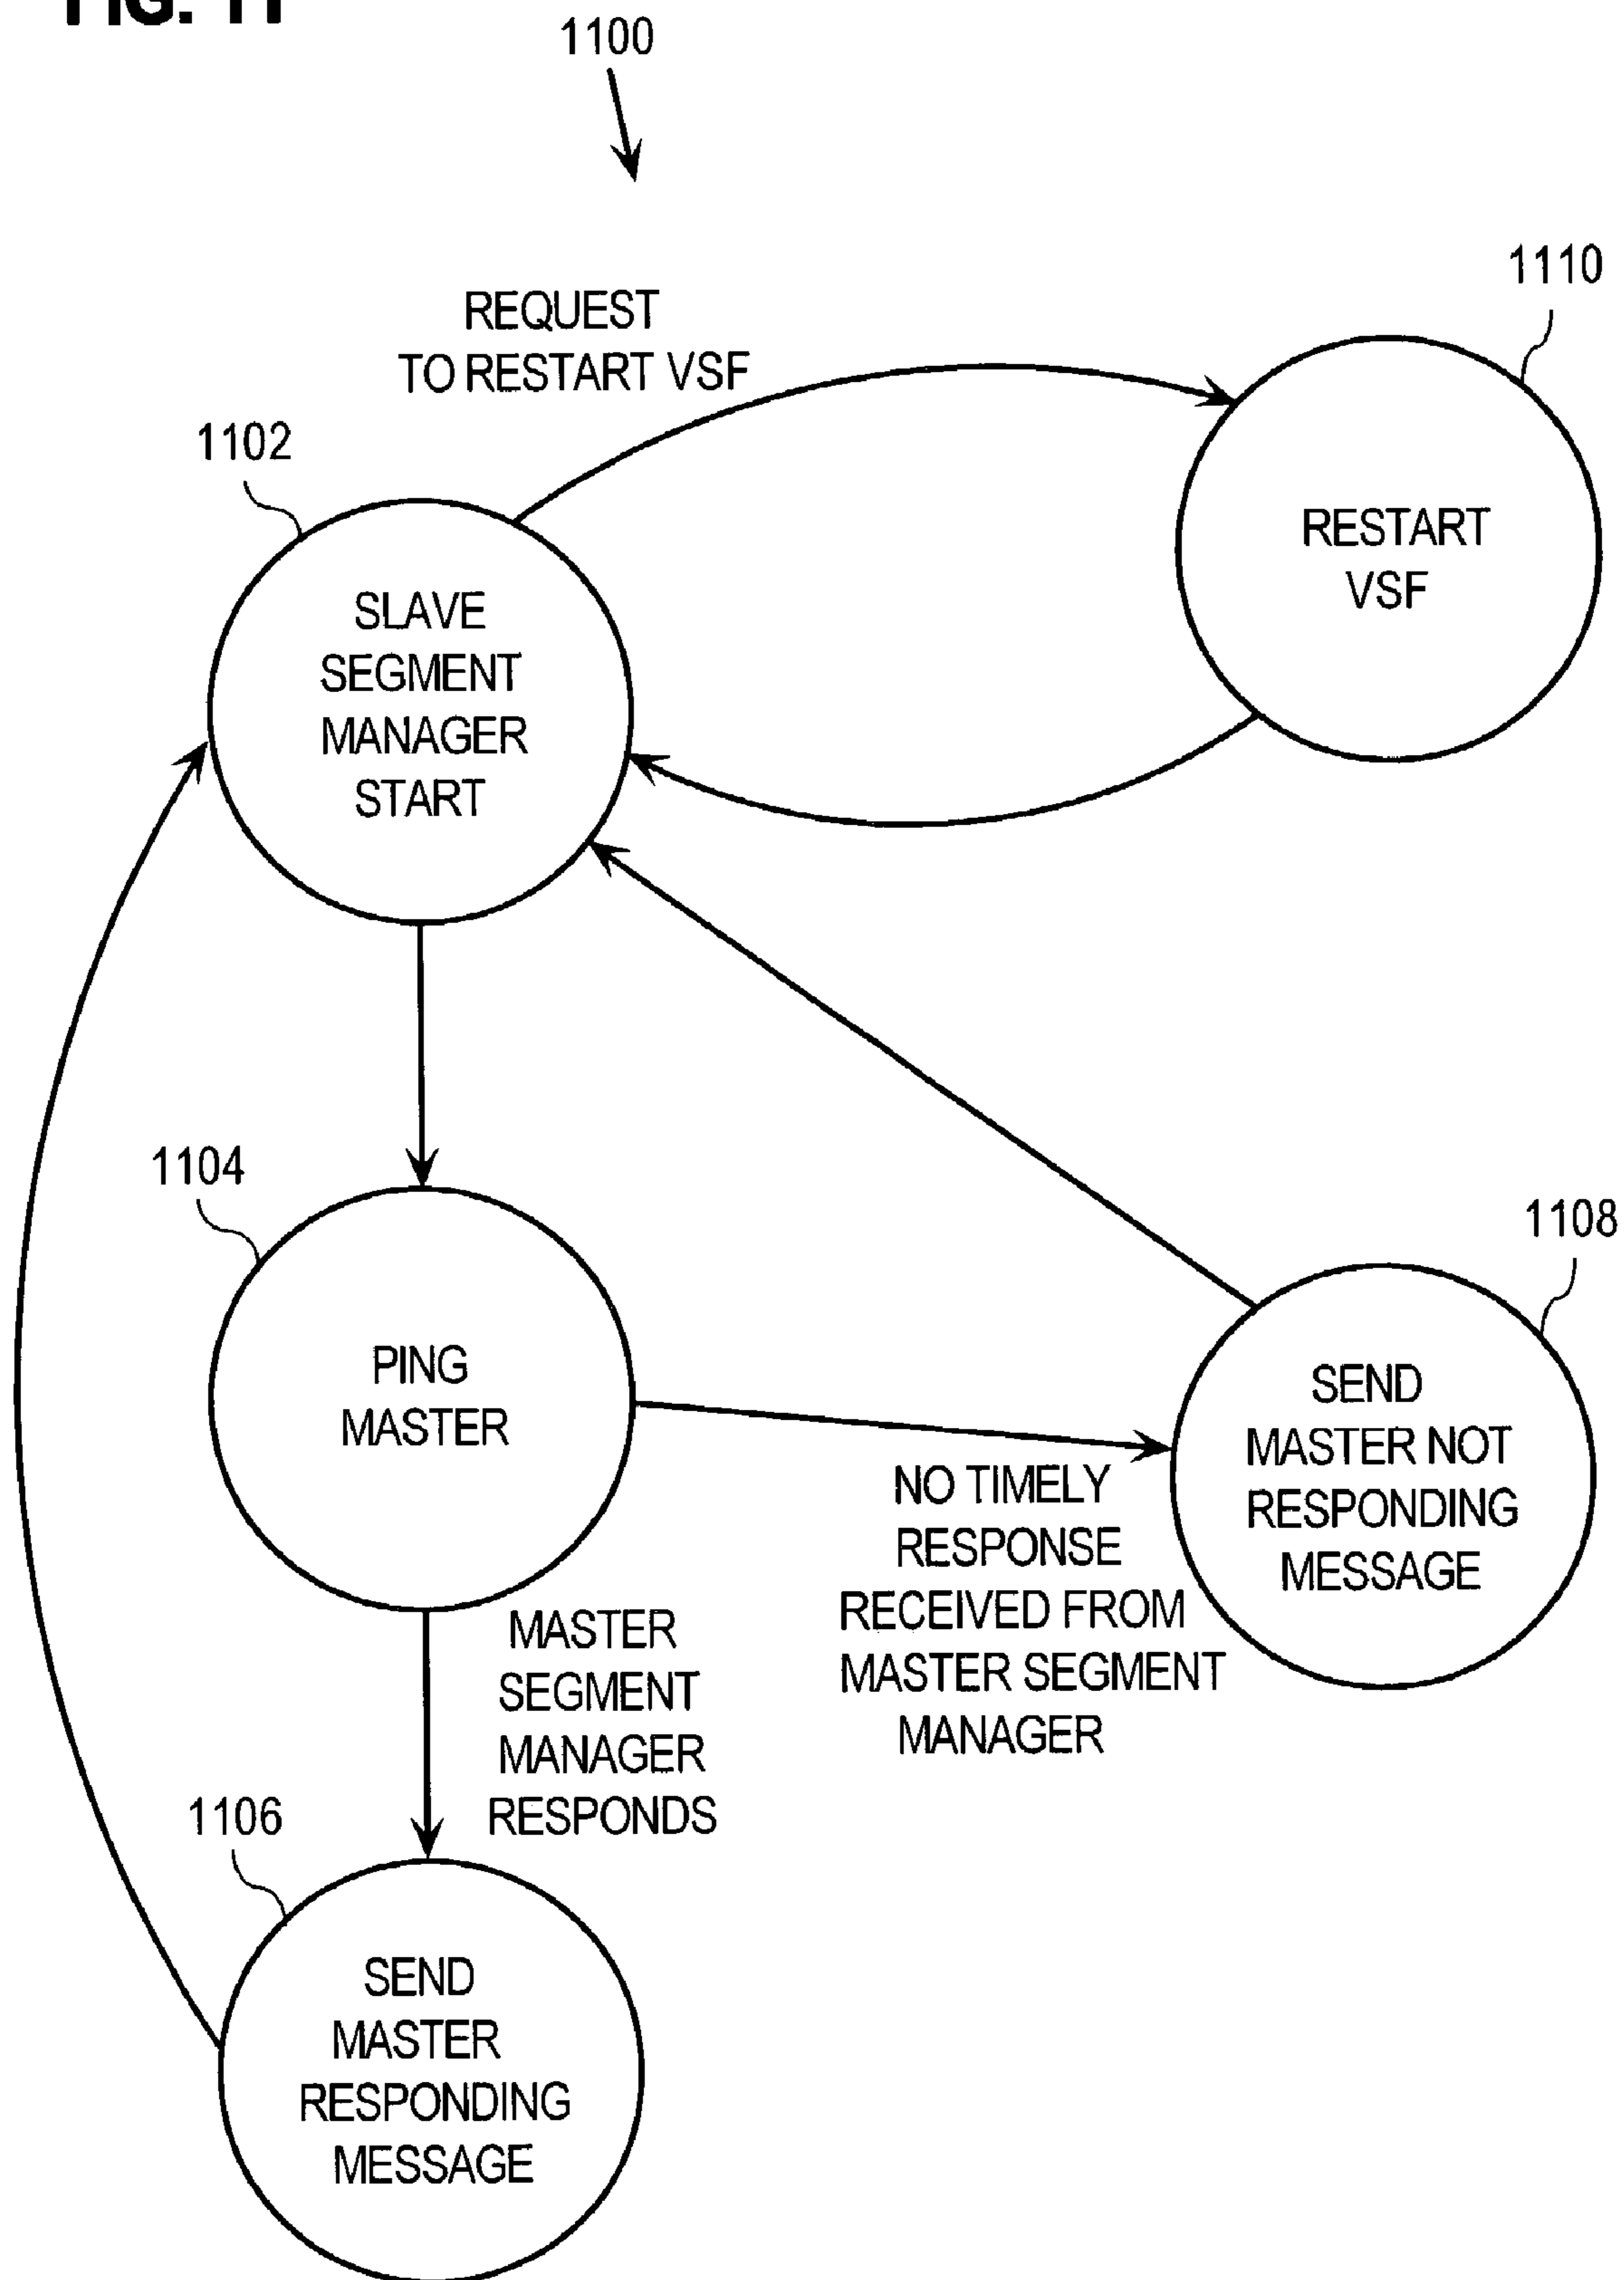 FIG. 11
1100
1110
REQUEST
TO RESTART VSF
1102
RESTART
VSF
SLAVE
SEGMENT
MANAGER
START
1104
1108
PING
MASTER
SEND
MASTER NOT
RESPONDING
MESSAGE
NO TIMELY
RESPONSE
RECEIVED FROM
MASTER SEGMENT
MANAGER
MASTER
SEGMENT
MANAGER
RESPONDS
1106
SEND
MASTER
RESPONDING
MESSAGE